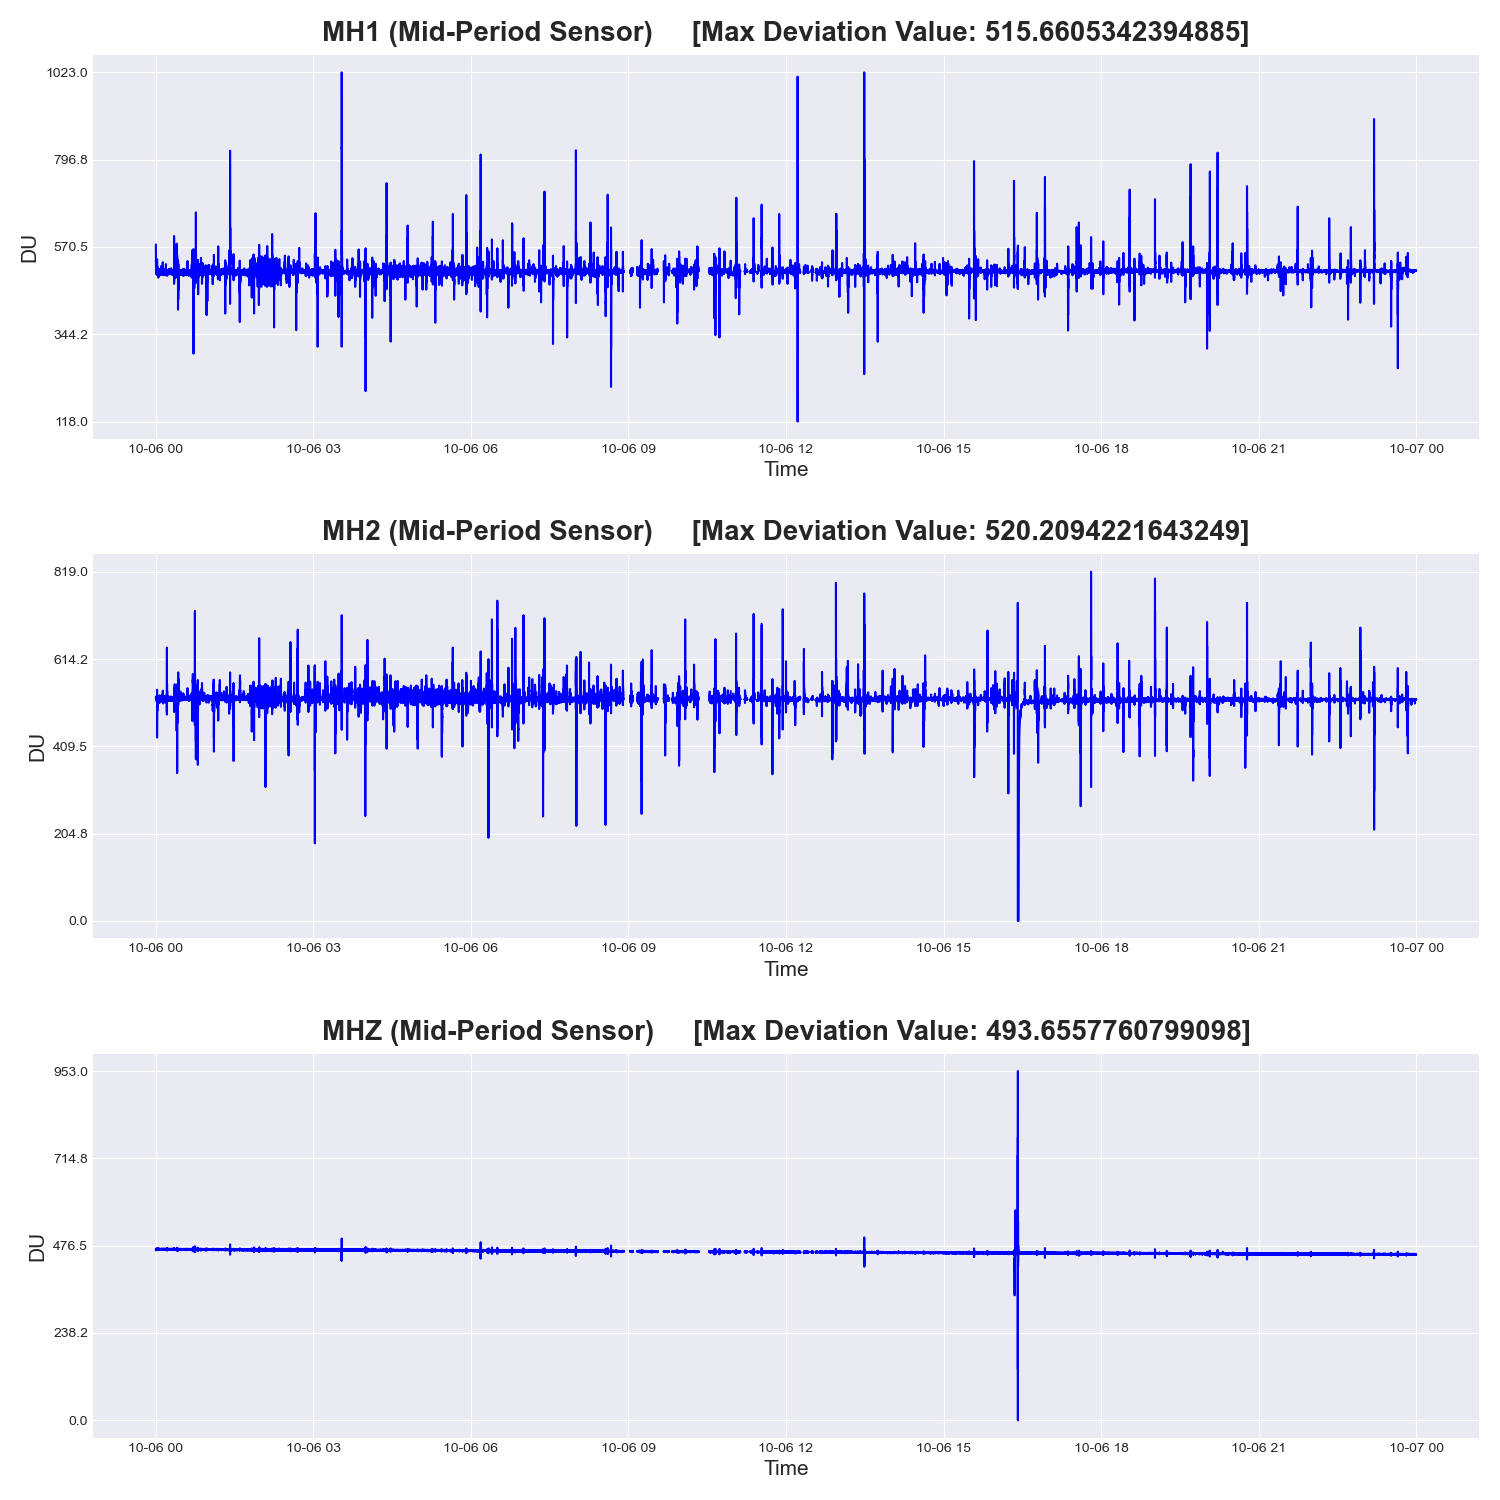 MH1 (Mid-Period Sensor) [Max Deviation Value: 515.6605342394885]
1023.0
796.8
570.5
344.2
118.0
DU
10-06 00 10-06 03 10-06 06 10-06 09 10-06 12 10-06 15 10-06 18 10-06 21 10-07 00
Time
MH2 (Mid-Period Sensor) [Max Deviation Value: 520.2094221643249]
819.0
614.2
409.5
204.8
0.0
DU
10-06 00 10-06 03 10-06 06 10-06 09 10-06 12 10-06 15 10-06 18 10-06 21 10-07 00
Time
MHZ (Mid-Period Sensor) [Max Deviation Value: 493.6557760799098]
953.0
714.8
476.5
238.2
0.0
DU
10-06 00 10-06 03 10-06 06 10-06 09 10-06 12 10-06 15 10-06 18 10-06 21 10-07 00
Time